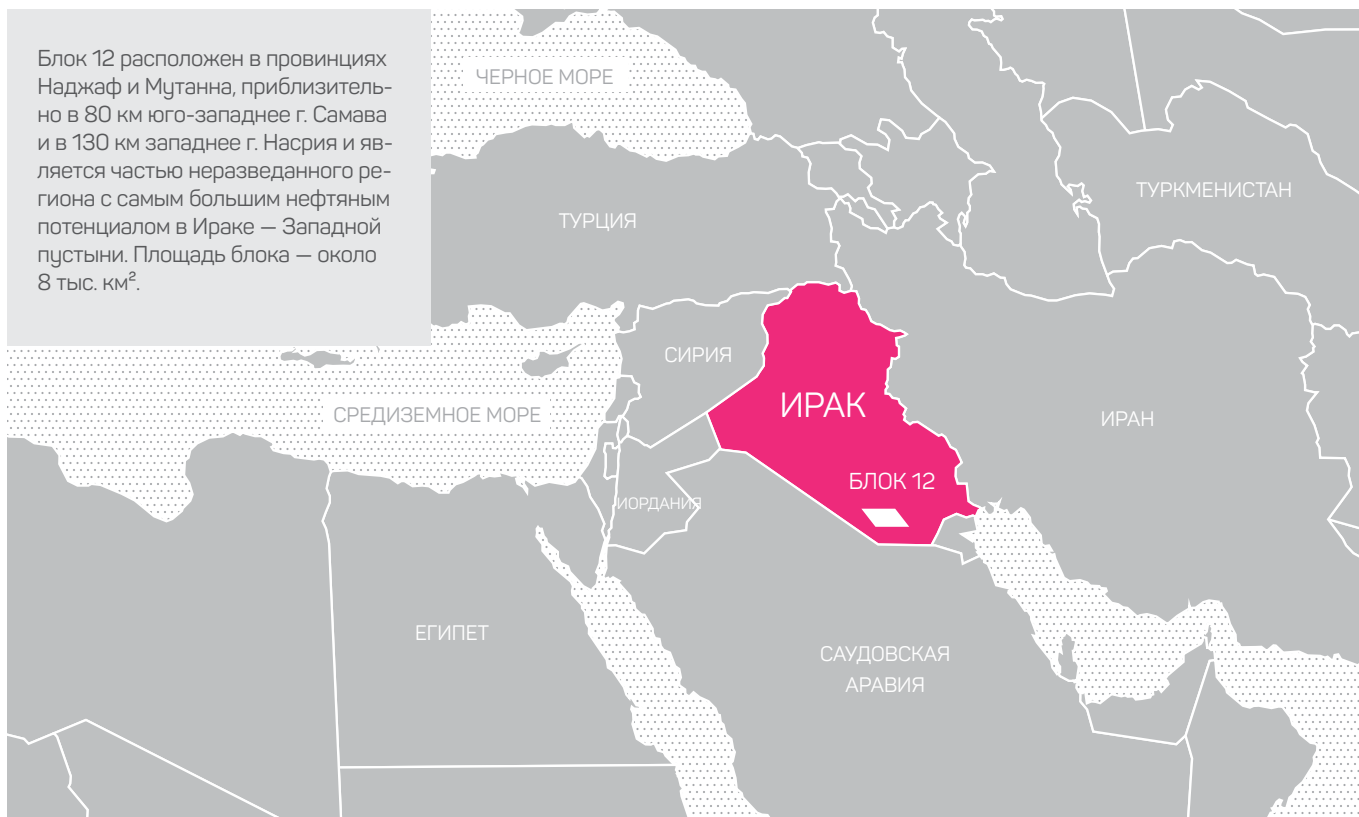 Блок 12 расположен в провинциях
Наджаф и Мутанна, приблизитель-
но в 80 км юго-западнее г. Самава
и в 130 км западнее г. Насрия и яв-
ляется частью неразведанного ре-
гиона с самым большим нефтяным
потенциалом в Ираке — Западной
пустыни. Площадь блока — около
8 тыс. км².
ЧЕРНОЕ МОРЕ
ТУРКМЕНИСТАН
ТУРЦИЯ
СИРИЯ
ИРАК
СРЕДИЗЕМНОЕ МОРЕ
ИРАН
БЛОК 12
ИОРДАНИЯ
ЕГИПЕТ
САУДОВСКАЯ
АРАВИЯ